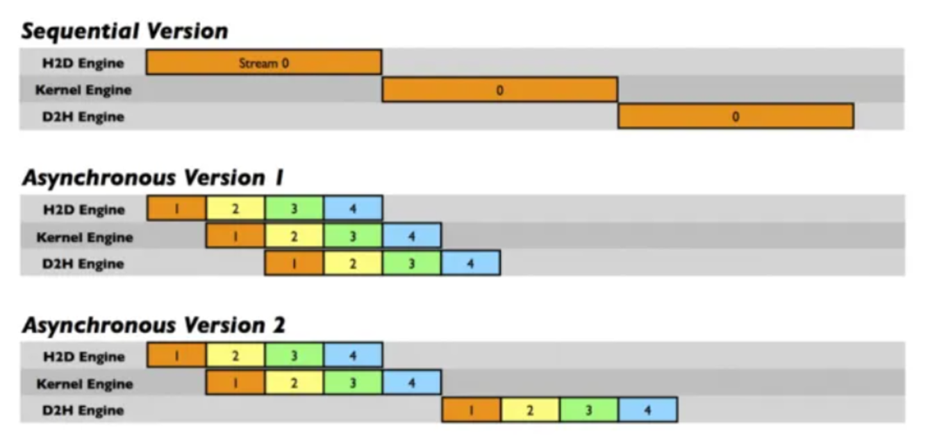 Sequential Version
H2D Engine Stream 0
Kernel Engine 0
D2H Engine 0
Asynchronous Version 1
H2D Engine 1 2 3 4
Kernel Engine 1 2 3 4
D2H Engine 1 2 3 4
Asynchronous Version 2
H2D Engine 1 2 3 4
Kernel Engine 1 2 3 4
D2H Engine 1 2 3 4